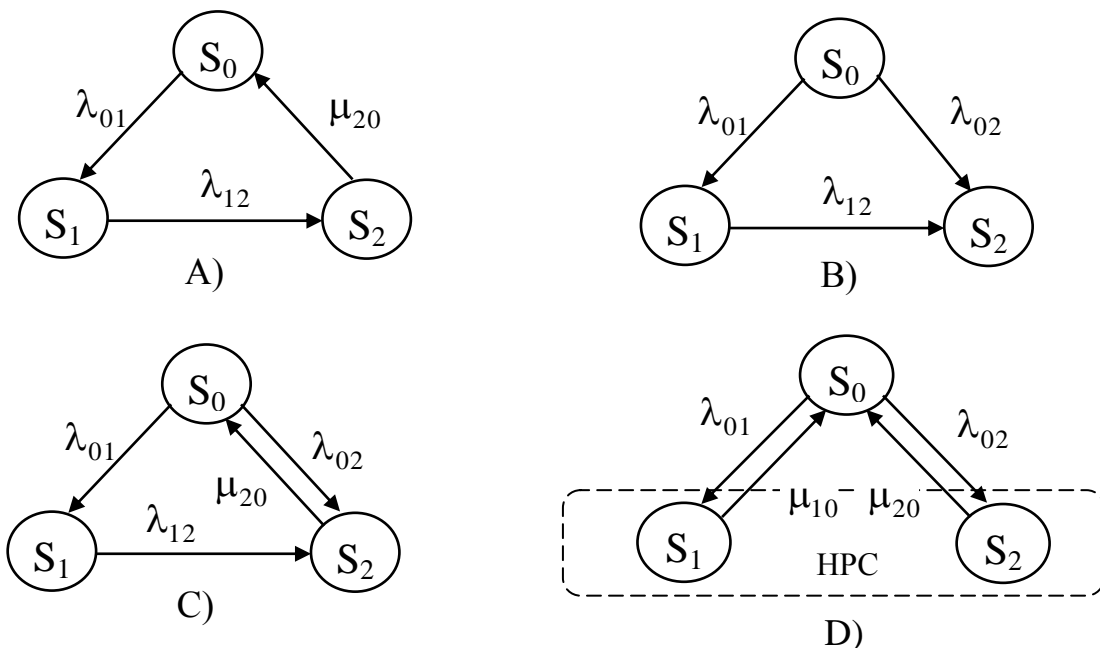 S₀
λ₀₁
μ₂₀
λ₁₂
S₁
S₂
A)
S₀
λ₀₁
λ₀₂
λ₁₂
S₁
S₂
B)
S₀
λ₀₁
λ₀₂
μ₂₀
λ₁₂
S₁
S₂
C)
S₀
λ₀₁
λ₀₂
μ₁₀ μ₂₀
S₁
S₂
HPC
D)